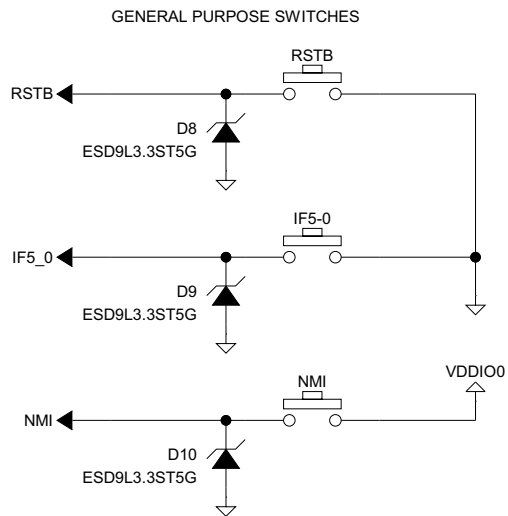 GENERAL PURPOSE SWITCHES
RSTB
RSTB
D8
ESD9L3.3ST5G
IF5-0
IF5_0
D9
ESD9L3.3ST5G
VDDIO0
NMI
NMI
D10
ESD9L3.3ST5G